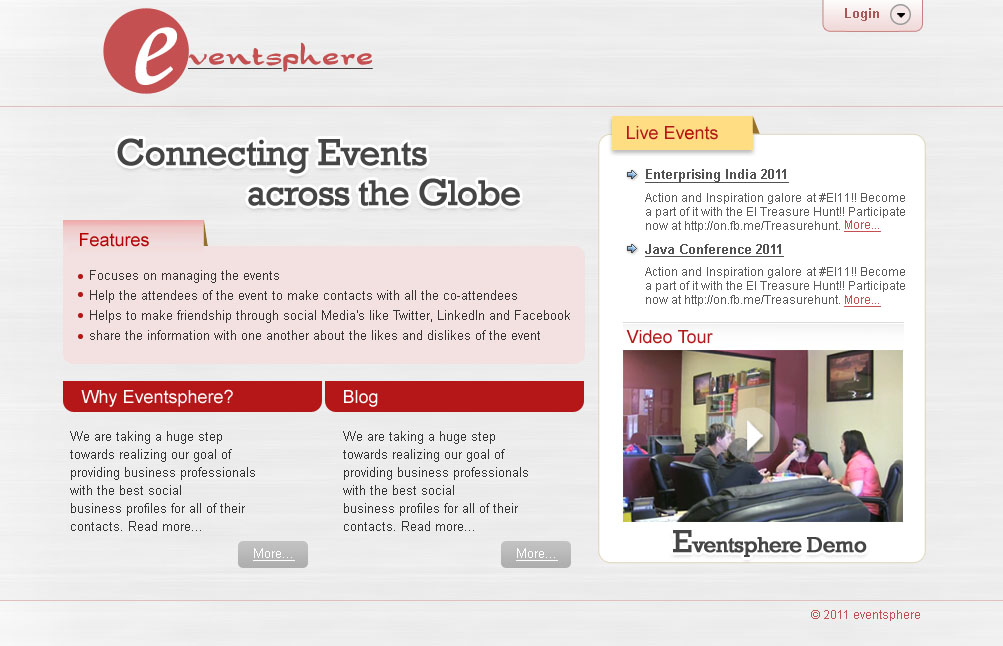 Login
eventsphere
Connecting Events
across the Globe
Features
Focuses on managing the events
Help the attendees of the event to make contacts with all the co-attendees
Helps to make friendship through social Media's like Twitter, LinkedIn and Facebook
share the information with one another about the likes and dislikes of the event
Why Eventsphere?
We are taking a huge step
towards realizing our goal of
providing business professionals
with the best social
business profiles for all of their
contacts. Read more...
More...
Blog
We are taking a huge step
towards realizing our goal of
providing business professionals
with the best social
business profiles for all of their
contacts. Read more...
More...
Live Events
Enterprising India 2011
Action and Inspiration galore at #EI11!! Become
a part of it with the EI Treasure Hunt!! Participate
now at http://on.fb.me/Treasurehunt. More...
Java Conference 2011
Action and Inspiration galore at #EI11!! Become
a part of it with the EI Treasure Hunt!! Participate
now at http://on.fb.me/Treasurehunt. More...
Video Tour
Eventsphere Demo
© 2011 eventsphere